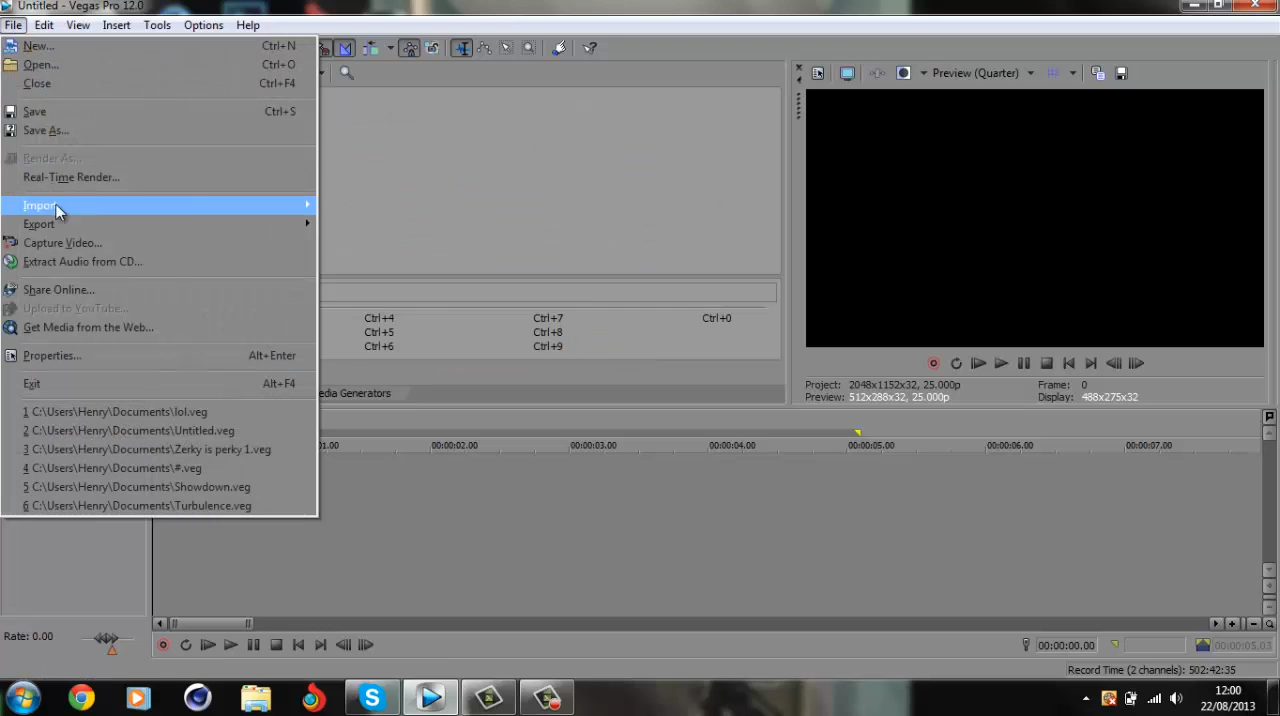 Untitled - Vegas Pro 12.0
File Edit View Insert Tools Options Help
New... Ctrl+N
Open... Ctrl+O
Close Ctrl+F4
Save Ctrl+S
Save As...
Render As...
Real-Time Render...
Import
Export
Capture Video...
Extract Audio from CD...
Share Online...
Upload to YouTube...
Get Media from the Web...
Properties... Alt+Enter
Exit Alt+F4
1 C:\Users\Henry\Documents\lol.veg
2 C:\Users\Henry\Documents\Untitled.veg
3 C:\Users\Henry\Documents\Zerky is perky 1.veg
4 C:\Users\Henry\Documents\#.veg
5 C:\Users\Henry\Documents\Showdown.veg
6 C:\Users\Henry\Documents\Turbulence.veg
Preview (Quarter)
Ctrl+4 Ctrl+7 Ctrl+0
Ctrl+5 Ctrl+8
Ctrl+6 Ctrl+9
edia Generators
Project: 2048x1152x32, 25.000p
Preview: 512x288x32, 25.000p
Frame: 0
Display: 488x275x32
:01.00 00:00:02.00 00:00:03.00 00:00:04.00 00:00:05.00 00:00:06.00 00:00:07.00
Rate: 0.00
00:00:00.00
00:00:05.03
Record Time (2 channels): 502:42:35
12:00
22/08/2013